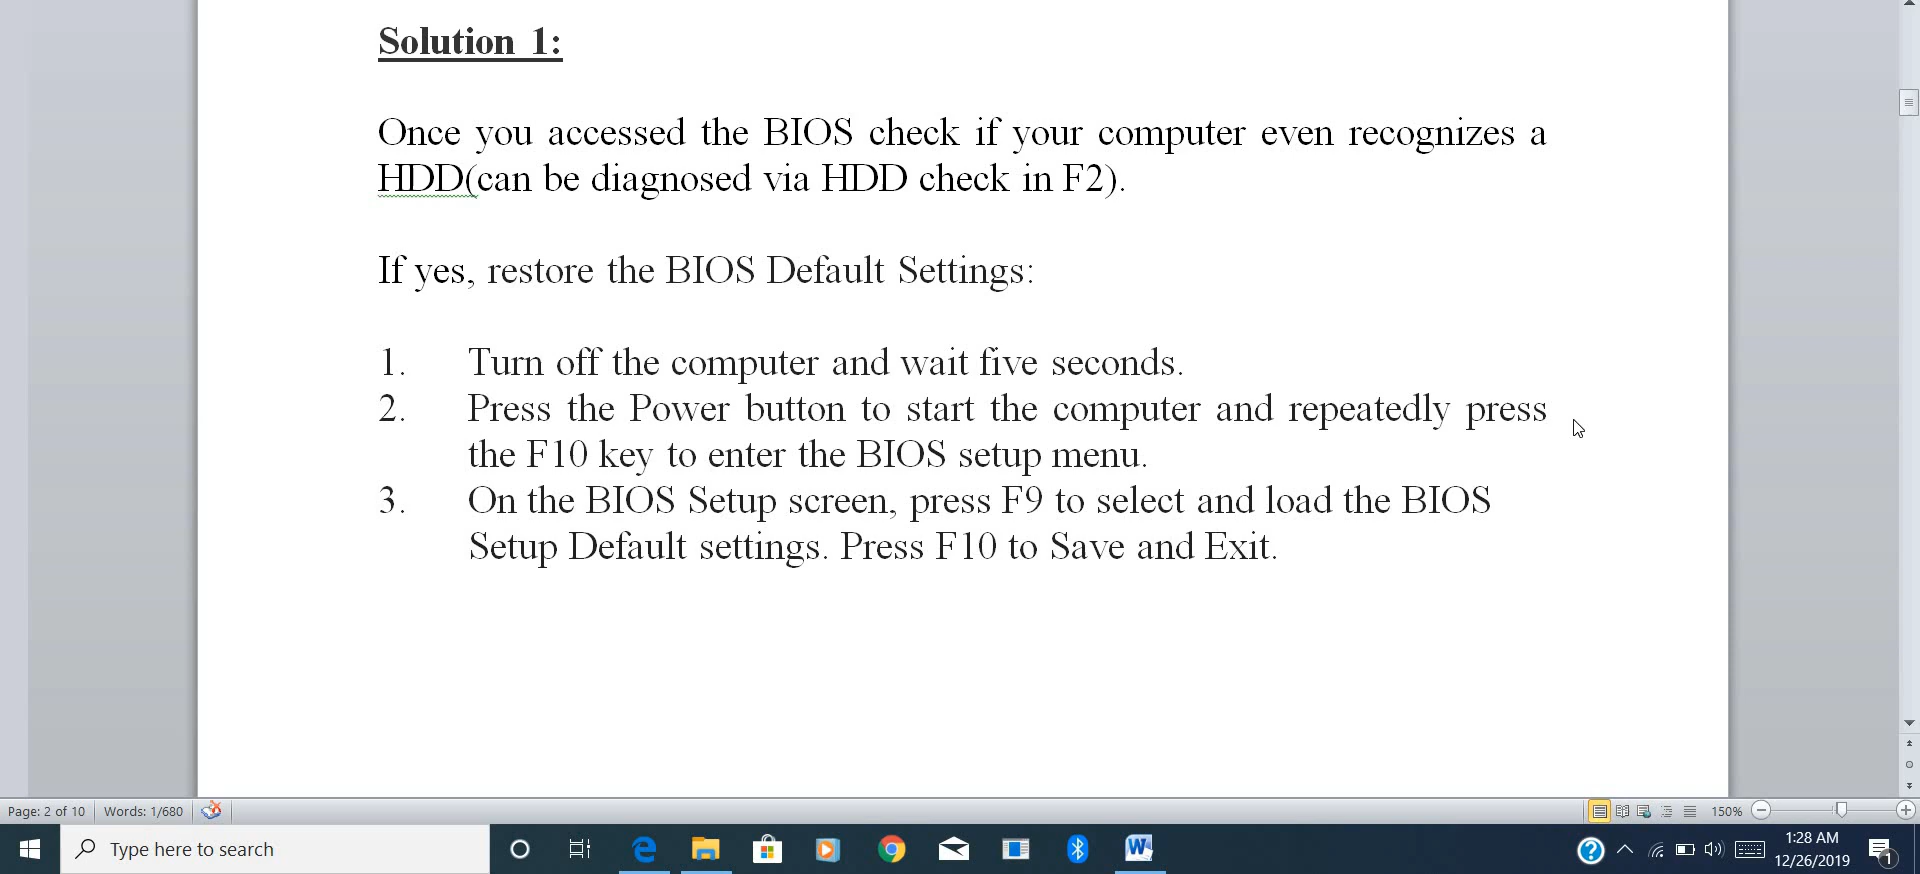 Solution 1:
Once you accessed the BIOS check if your computer even recognizes a
HDD(can be diagnosed via HDD check in F2).
If yes, restore the BIOS Default Settings:
1. Turn off the computer and wait five seconds.
2. Press the Power button to start the computer and repeatedly press
the F10 key to enter the BIOS setup menu.
3. On the BIOS Setup screen, press F9 to select and load the BIOS
Setup Default settings. Press F10 to Save and Exit.
Page: 2 of 10 Words: 1/680 150%
Type here to search
1:28 AM
12/26/2019
1